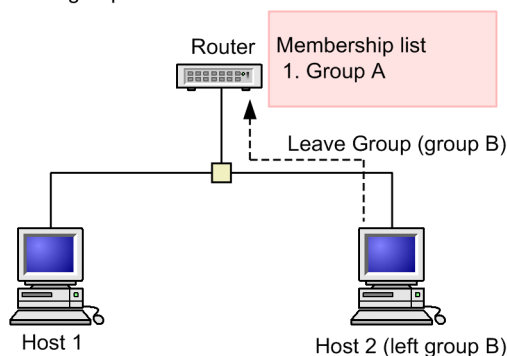 Router
Membership list
1. Group A
Leave Group (group B)
Host 1
Host 2 (left group B)